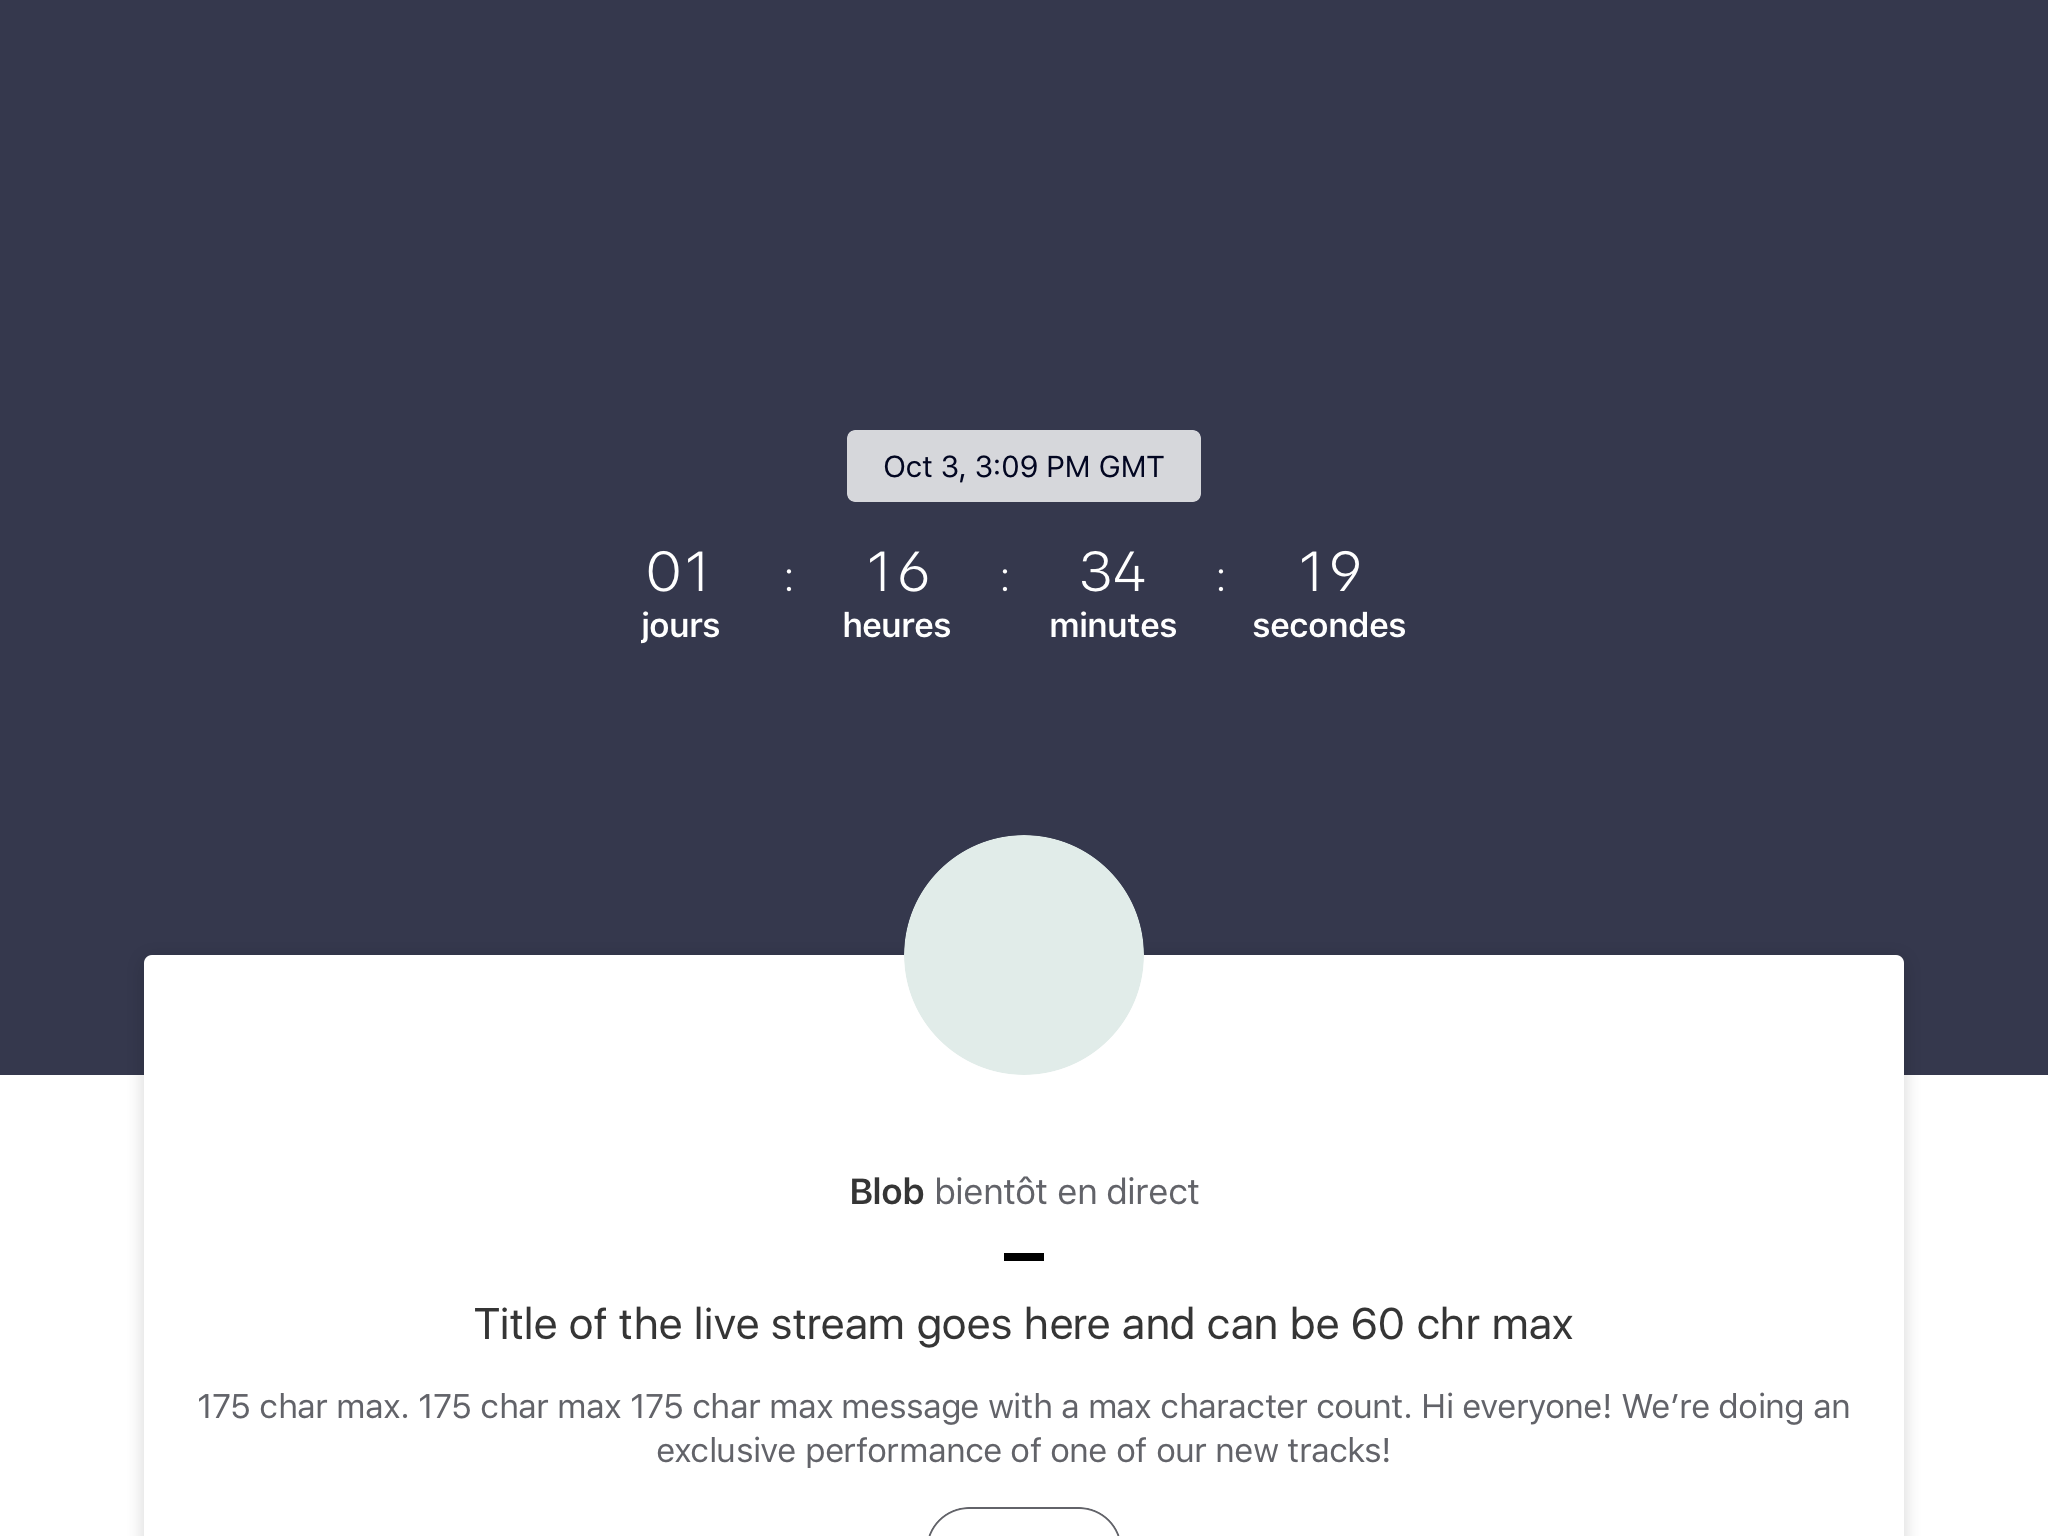 Oct 3, 3:09 PM GMT
01 : 16 : 34 : 19
jours heures minutes secondes
Blob bientôt en direct
Title of the live stream goes here and can be 60 chr max
175 char max. 175 char max 175 char max message with a max character count. Hi everyone! We’re doing an
exclusive performance of one of our new tracks!